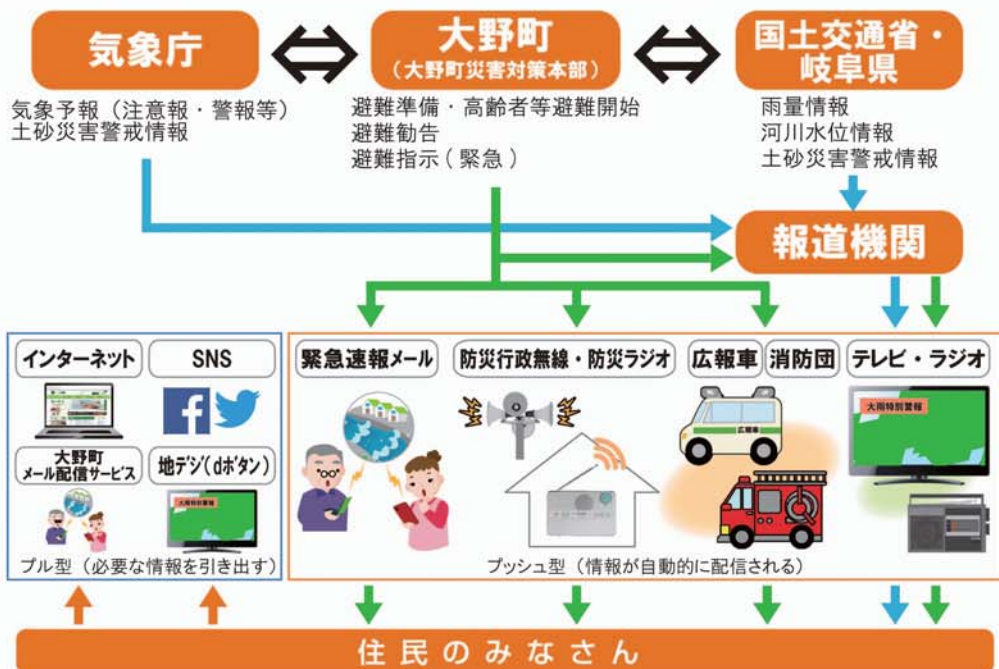 気象庁
大野町
(大野町災害対策本部)
国土交通省・
岐阜県
気象予報（注意報・警報等）
土砂災害警戒情報
避難準備・高齢者等避難開始
避難勧告
避難指示(緊急)
雨量情報
河川水位情報
土砂災害警戒情報
報道機関
インターネット
SNS
大野町
メール配信サービス
地デジ(dボタン)
大雨特別警報
プル型（必要な情報を引き出す）
緊急速報メール
防災行政無線・防災ラジオ
広報車
消防団
テレビ・ラジオ
広報車
大雨特別警報
プッシュ型（情報が自動的に配信される）
住民のみなさん